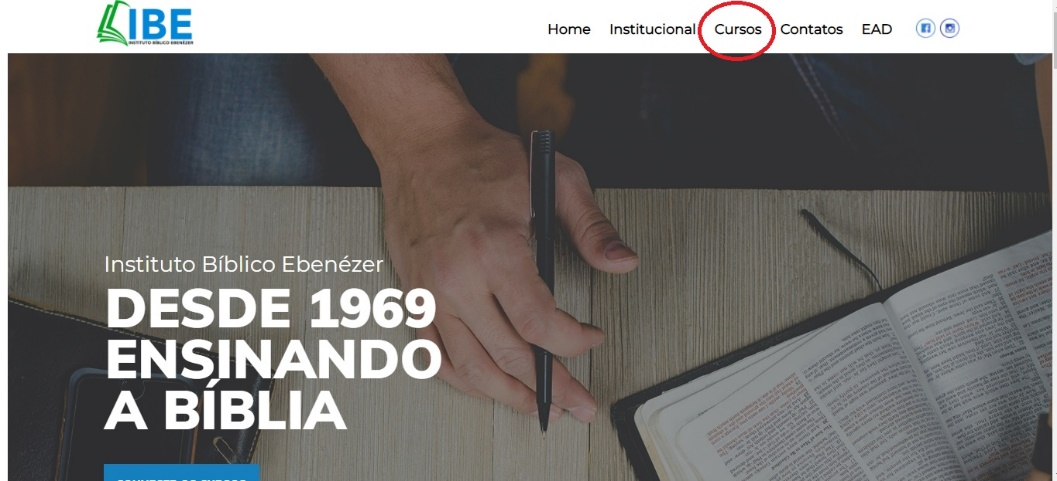 IBE
INSTITUTO BÍBLICO EBENÉZER
Home Institucional Cursos Contatos EAD
Instituto Bíblico Ebenézer
DESDE 1969
ENSINANDO
A BÍBLIA